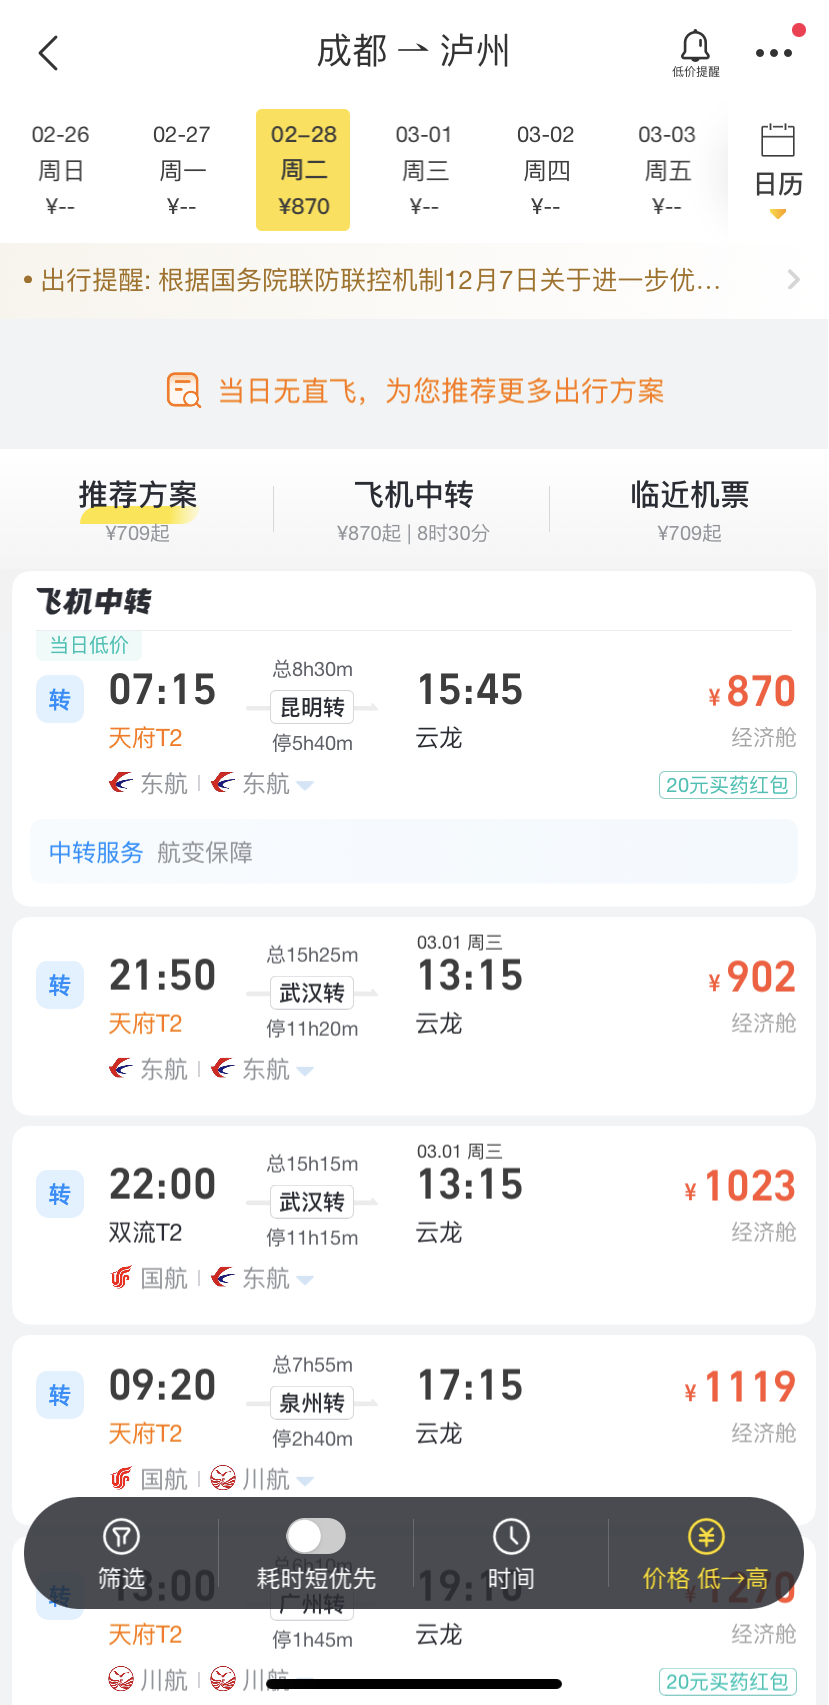 成都 → 泸州
低价提醒
02-26
周日
¥--
02-27
周一
¥--
02-28
周二
¥870
03-01
周三
¥--
03-02
周四
¥--
03-03
周五
¥--
日历
• 出行提醒: 根据国务院联防联控机制12月7日关于进一步优...
当日无直飞，为您推荐更多出行方案
推荐方案
¥709起
飞机中转
¥870起 | 8时30分
临近机票
¥709起
飞机中转
当日低价
转
07:15
天府T2
总8h30m
昆明转
停5h40m
15:45
云龙
¥870
经济舱
东航 | 东航
20元买药红包
中转服务 航变保障
转
21:50
天府T2
总15h25m
武汉转
停11h20m
03.01 周三
13:15
云龙
¥902
经济舱
东航 | 东航
转
22:00
双流T2
总15h15m
武汉转
停11h15m
03.01 周三
13:15
云龙
¥1023
经济舱
国航 | 东航
转
09:20
天府T2
总7h55m
泉州转
停2h40m
17:15
云龙
¥1119
经济舱
国航 | 川航
筛选
耗时短优先
时间
价格 低→高
转
13:00
天府T2
总6h10m
广州转
停1h45m
19:10
云龙
¥1270
经济舱
川航 | 川航
20元买药红包